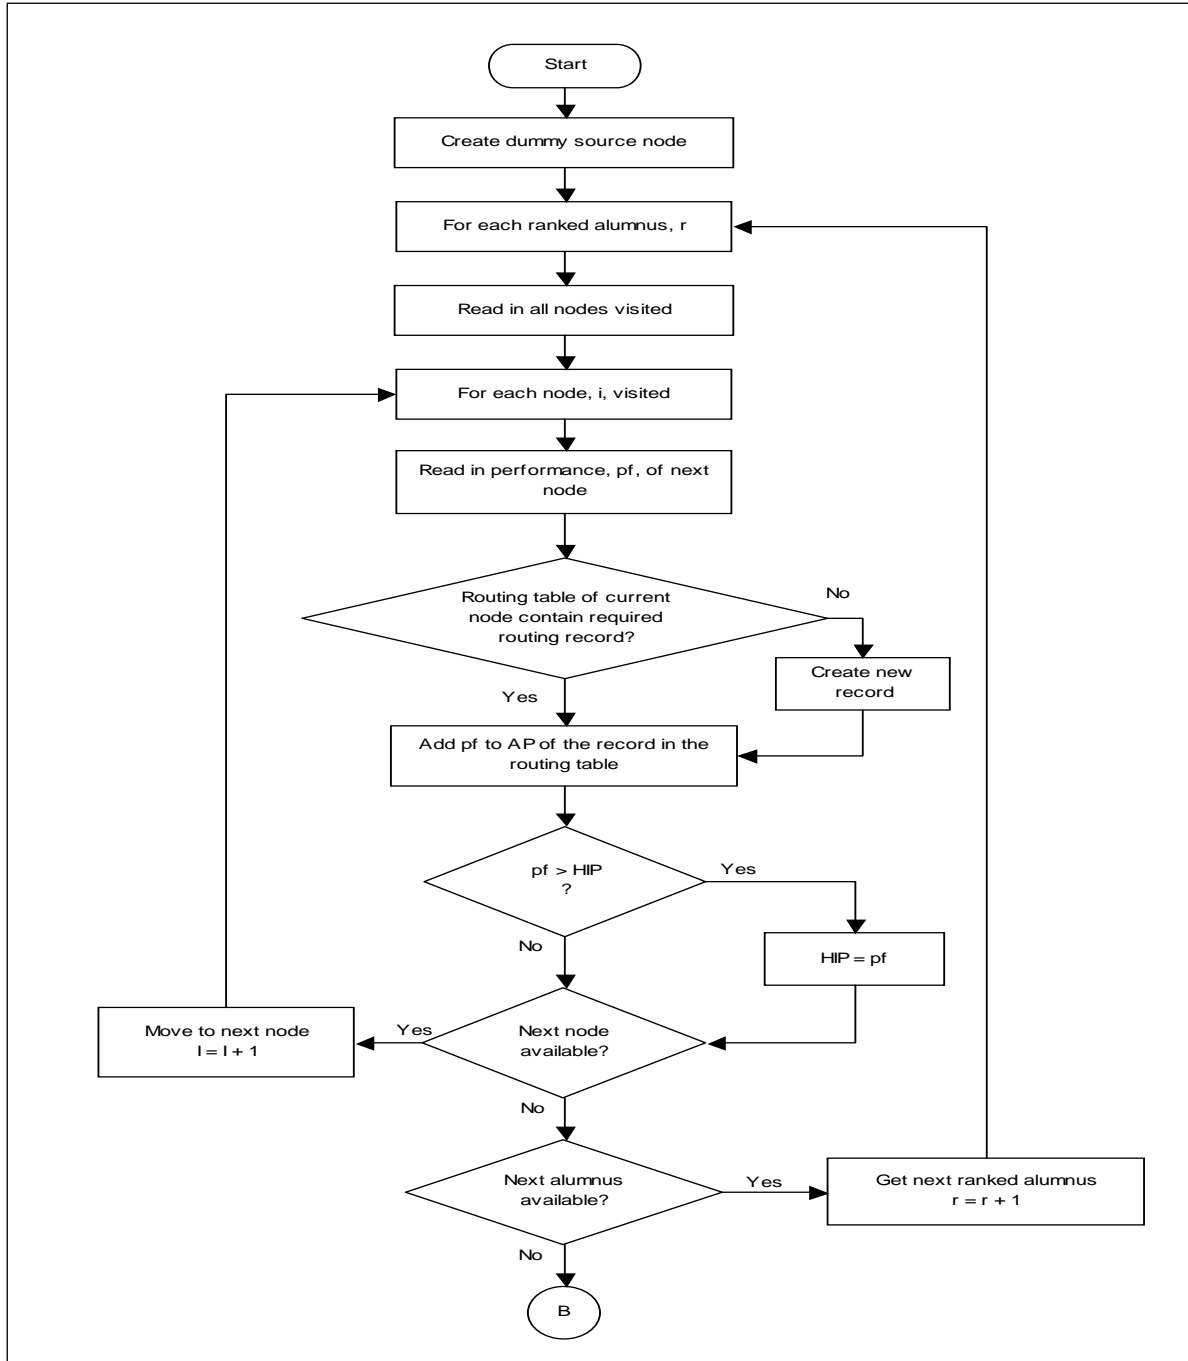 Start
Create dummy source node
For each ranked alumnus, r
Read in all nodes visited
For each node, i, visited
Read in performance, pf, of next
node
Routing table of current
node contain required
routing record?
No
Create new
record
Yes
Add pf to AP of the record in the
routing table
pf > HIP
?
Yes
No
HIP = pf
Next node
available?
Yes
Move to next node
I = I + 1
No
Next alumnus
available?
Yes
Get next ranked alumnus
r = r + 1
No
B